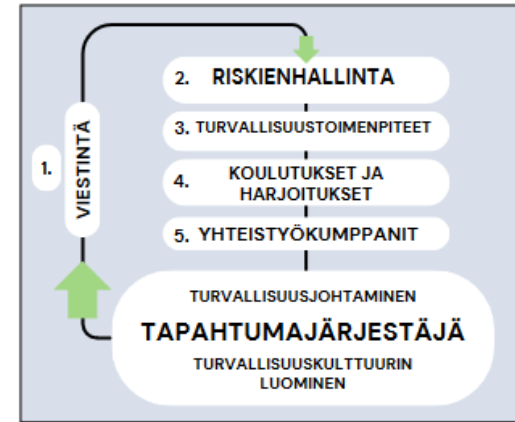 1.
VIESTINTÄ
2. RISKIENHALLINTA
3. TURVALLISUUSTOIMENPITEET
4. KOULUTUKSET JA
HARJOITUKSET
5. YHTEISTYÖKUMPPANIT
TURVALLISUUSJOHTAMINEN
TAPAHTUMAJÄRJESTÄJÄ
TURVALLISUUSKULTTUURIN
LUOMINEN